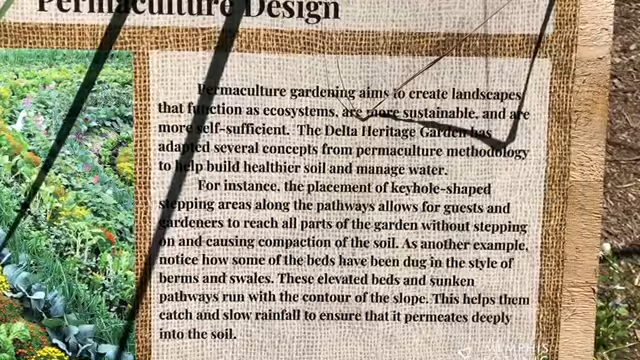 Permaculture Design
Permaculture gardening aims to create landscapes
that function as ecosystems, are more sustainable, and are
more self-sufficient. The Delta Heritage Garden has
adapted several concepts from permaculture methodology
to help build healthier soil and manage water.
For instance, the placement of keyhole-shaped
stepping areas along the pathways allows for guests and
gardeners to reach all parts of the garden without stepping
on and causing compaction of the soil. As another example,
notice how some of the beds have been dug in the style of
berms and swales. These elevated beds and sunken
pathways run with the contour of the slope. This helps them
catch and slow rainfall to ensure that it permeates deeply
into the soil.
MEMPHIS